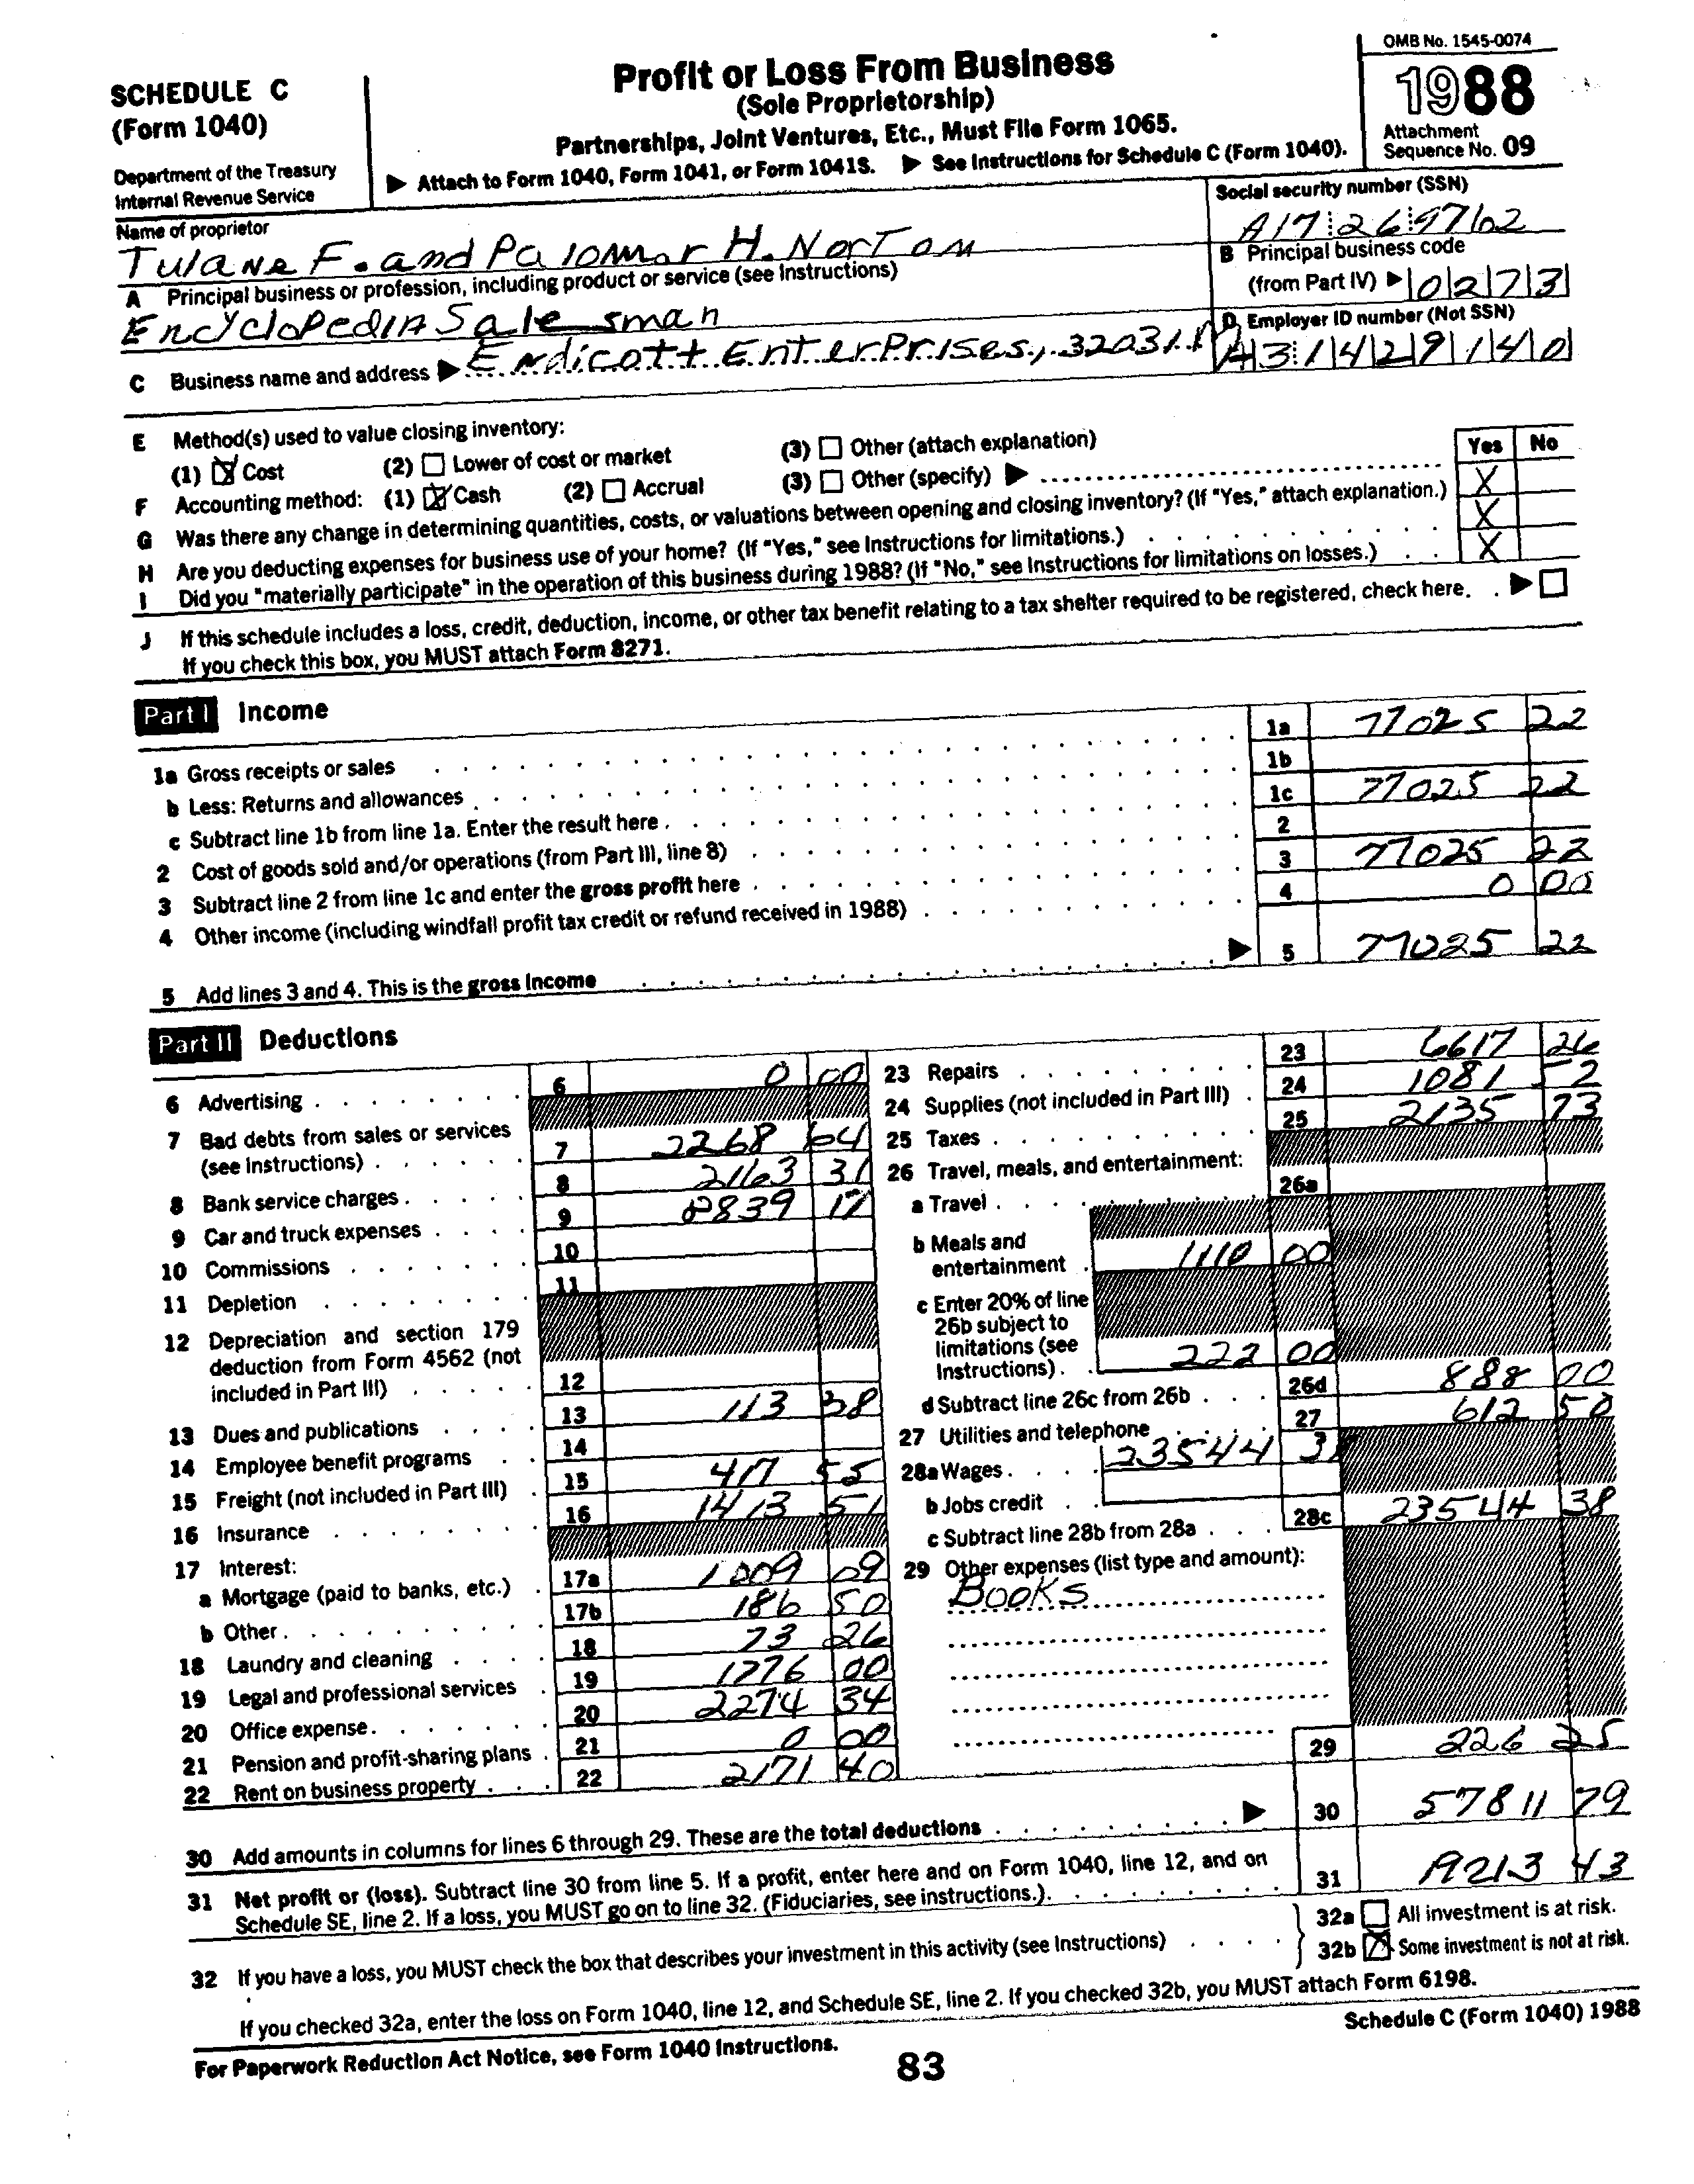 SCHEDULE C
(Form 1040)
Department of the Treasury
Internal Revenue Service
Profit or Loss From Business
(Sole Proprietorship)
Partnerships, Joint Ventures, Etc., Must File Form 1065.
▶ Attach to Form 1040, Form 1041, or Form 1041S. ▶ See Instructions for Schedule C (Form 1040).
OMB No. 1545-0074
1988
Attachment
Sequence No. 09
Name of proprietor
Tulane F. and Palomar H. Norton
Social security number (SSN)
A17 26 9702
A Principal business or profession, including product or service (see Instructions)
Encyclopedia Salesman
B Principal business code
(from Part IV) ▶ 0273
C Business name and address ▶ Endicott Enterprises, 32031
D Employer ID number (Not SSN)
A31429140
E Method(s) used to value closing inventory:
(1) ☒ Cost (2) ☐ Lower of cost or market (3) ☐ Other (attach explanation)
F Accounting method: (1) ☒ Cash (2) ☐ Accrual (3) ☐ Other (specify) ▶
Yes No
G Was there any change in determining quantities, costs, or valuations between opening and closing inventory? (If "Yes," attach explanation.) X
H Are you deducting expenses for business use of your home? (If "Yes," see Instructions for limitations.) X
I Did you "materially participate" in the operation of this business during 1988? (If "No," see Instructions for limitations on losses.) X
J If this schedule includes a loss, credit, deduction, income, or other tax benefit relating to a tax shelter required to be registered, check here. ▶ ☐
If you check this box, you MUST attach Form 8271.
Part I Income
1a Gross receipts or sales 1a 77025 22
b Less: Returns and allowances 1b
c Subtract line 1b from line 1a. Enter the result here 1c 77025 22
2 Cost of goods sold and/or operations (from Part III, line 8) 2
3 Subtract line 2 from line 1c and enter the gross profit here 3 77025 22
4 Other income (including windfall profit tax credit or refund received in 1988) 4 0 00
5 Add lines 3 and 4. This is the gross income ▶ 5 77025 22
Part II Deductions
6 Advertising 6 0 00
7 Bad debts from sales or services
(see Instructions) 7 2268 64
8 Bank service charges 8 2163 31
9 Car and truck expenses 9 8839 17
10 Commissions 10
11 Depletion 11
12 Depreciation and section 179
deduction from Form 4562 (not
included in Part III) 12
13 Dues and publications 13 113 38
14 Employee benefit programs 14
15 Freight (not included in Part III) 15 417 55
16 Insurance 16 1413 51
17 Interest:
a Mortgage (paid to banks, etc.) 17a 1009 09
b Other 17b 186 50
18 Laundry and cleaning 18 73 26
19 Legal and professional services 19 1776 00
20 Office expense 20 2274 34
21 Pension and profit-sharing plans 21 0 00
22 Rent on business property 22 2171 40
23 Repairs 23 6617 26
24 Supplies (not included in Part III) 24 1081 52
25 Taxes 25 2135 73
26 Travel, meals, and entertainment:
a Travel 26a
b Meals and
entertainment 1110 00
c Enter 20% of line
26b subject to
limitations (see
Instructions) 222 00
d Subtract line 26c from 26b 26d 888 00
27 Utilities and telephone 27 612 50
28a Wages 23544 38
b Jobs credit
c Subtract line 28b from 28a 28c 23544 38
29 Other expenses (list type and amount):
Books
29 226 25
30 Add amounts in columns for lines 6 through 29. These are the total deductions ▶ 30 57811 79
31 Net profit or (loss). Subtract line 30 from line 5. If a profit, enter here and on Form 1040, line 12, and on
Schedule SE, line 2. If a loss, you MUST go on to line 32. (Fiduciaries, see instructions.) 31 19213 43
32 If you have a loss, you MUST check the box that describes your investment in this activity (see Instructions)
32a ☐ All investment is at risk.
32b ☒ Some investment is not at risk.
If you checked 32a, enter the loss on Form 1040, line 12, and Schedule SE, line 2. If you checked 32b, you MUST attach Form 6198.
For Paperwork Reduction Act Notice, see Form 1040 Instructions.
Schedule C (Form 1040) 1988
83